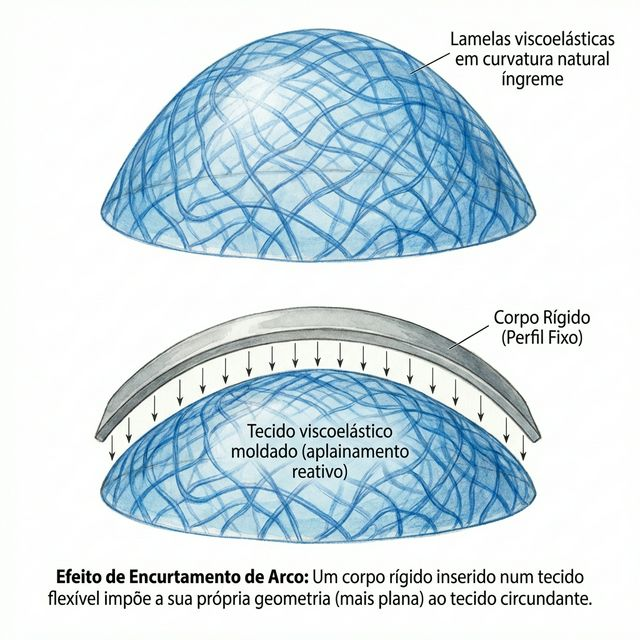 Lamelas viscoelásticas
em curvatura natural
íngreme
Corpo Rígido
(Perfil Fixo)
Tecido viscoelástico
moldado (aplainamento
reativo)
Efeito de Encurtamento de Arco: Um corpo rígido inserido num tecido
flexível impõe a sua própria geometria (mais plana) ao tecido circundante.